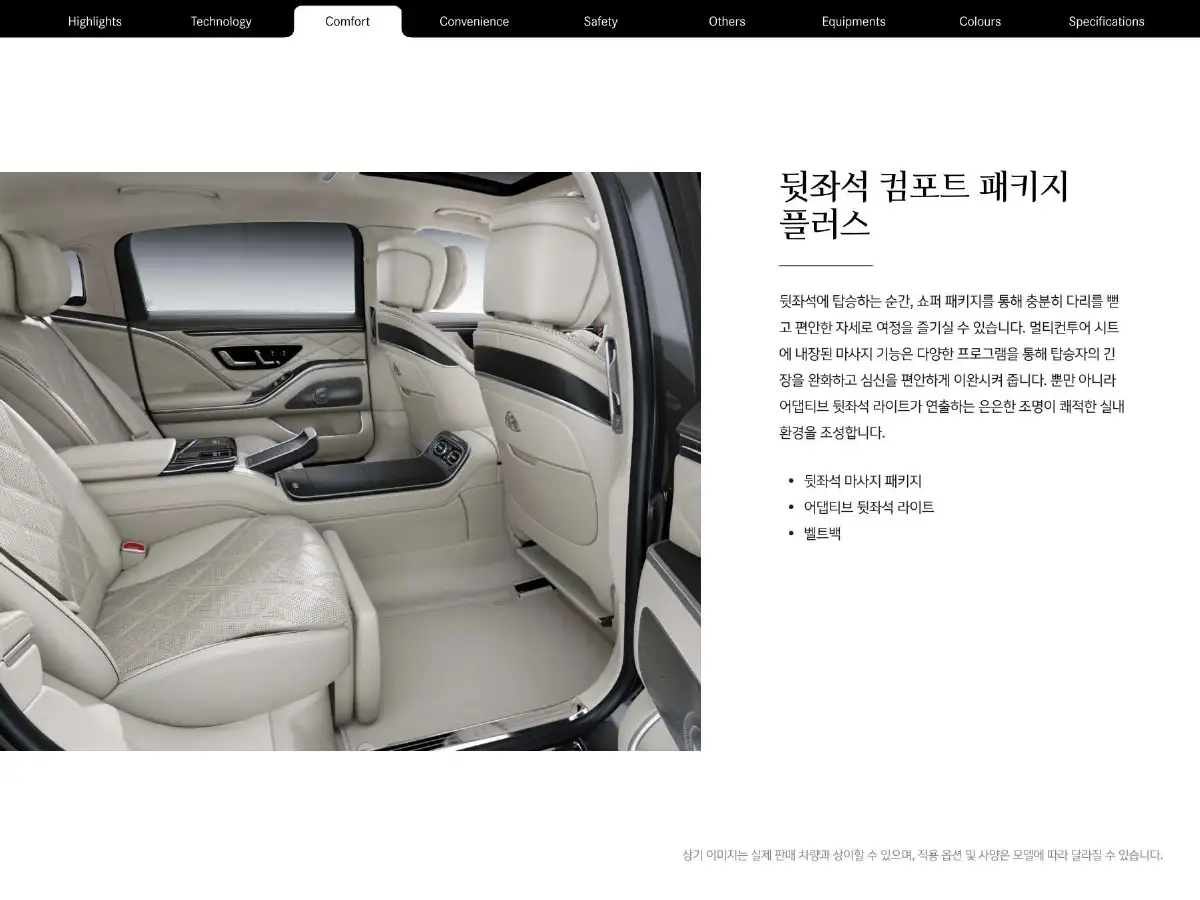 Highlights Technology Comfort Convenience Safety Others Equipments Colours Specifications
뒷좌석 컴포트 패키지
플러스
뒷좌석에 탑승하는 순간, 쇼퍼 패키지를 통해 충분히 다리를 뻗
고 편안한 자세로 여정을 즐기실 수 있습니다. 멀티컨투어 시트
에 내장된 마사지 기능은 다양한 프로그램을 통해 탑승자의 긴
장을 완화하고 심신을 편안하게 이완시켜 줍니다. 뿐만 아니라
어댑티브 뒷좌석 라이트가 연출하는 은은한 조명이 쾌적한 실내
환경을 조성합니다.
• 뒷좌석 마사지 패키지
• 어댑티브 뒷좌석 라이트
• 벨트백
상기 이미지는 실제 판매 차량과 상이할 수 있으며, 적용 옵션 및 사양은 모델에 따라 달라질 수 있습니다.